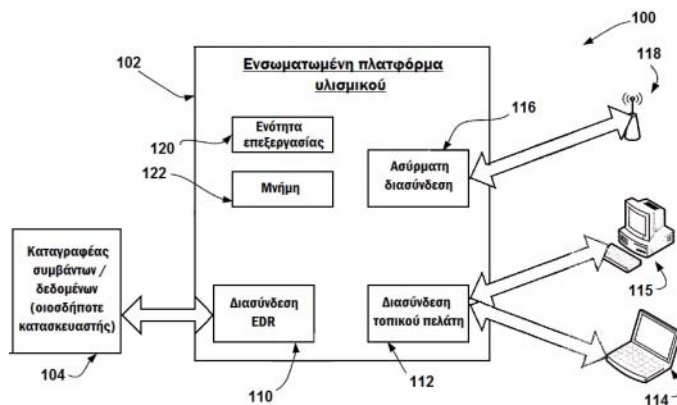 100
102
Ενσωματωμένη πλατφόρμα
υλισμικού
118
116
120
Ενότητα
επεξεργασίας
122
Μνήμη
Ασύρματη
διασύνδεση
Καταγραφέας
συμβάντων /
δεδομένων
(οιοσδήποτε
κατασκευαστής)
104
Διασύνδεση
EDR
110
Διασύνδεση
τοπικού πελάτη
112
115
114